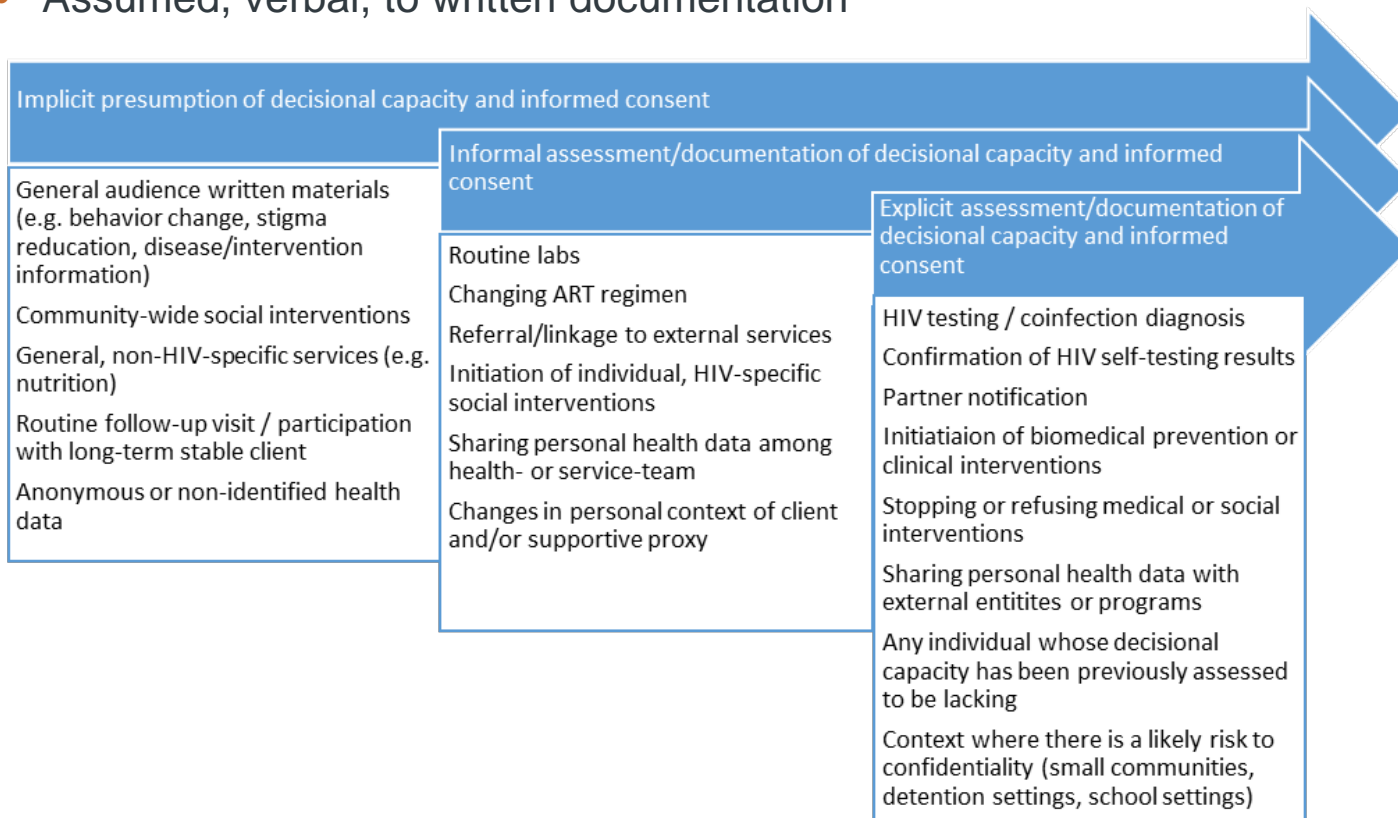 • Assumed, verbal, to written documentation
Implicit presumption of decisional capacity and informed consent
General audience written materials
(e.g. behavior change, stigma
reducation, disease/intervention
information)
Community-wide social interventions
General, non-HIV-specific services (e.g.
nutrition)
Routine follow-up visit / participation
with long-term stable client
Anonymous or non-identified health
data
Informal assessment/documentation of decisional capacity and informed
consent
Routine labs
Changing ART regimen
Referral/linkage to external services
Initiation of individual, HIV-specific
social interventions
Sharing personal health data among
health- or service-team
Changes in personal context of client
and/or supportive proxy
Explicit assessment/documentation of
decisional capacity and informed
consent
HIV testing / coinfection diagnosis
Confirmation of HIV self-testing results
Partner notification
Initiatiaion of biomedical prevention or
clinical interventions
Stopping or refusing medical or social
interventions
Sharing personal health data with
external entitites or programs
Any individual whose decisional
capacity has been previously assessed
to be lacking
Context where there is a likely risk to
confidentiality (small communities,
detention settings, school settings)